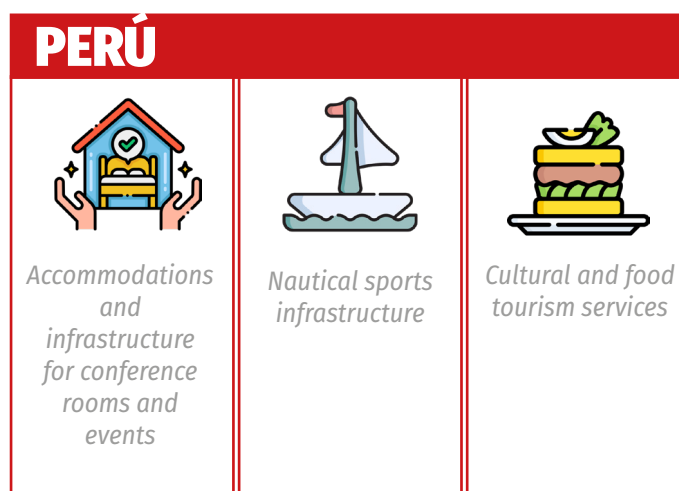 PERÚ
Accommodations
and
infrastructure
for conference
rooms and
events
Nautical sports
infrastructure
Cultural and food
tourism services